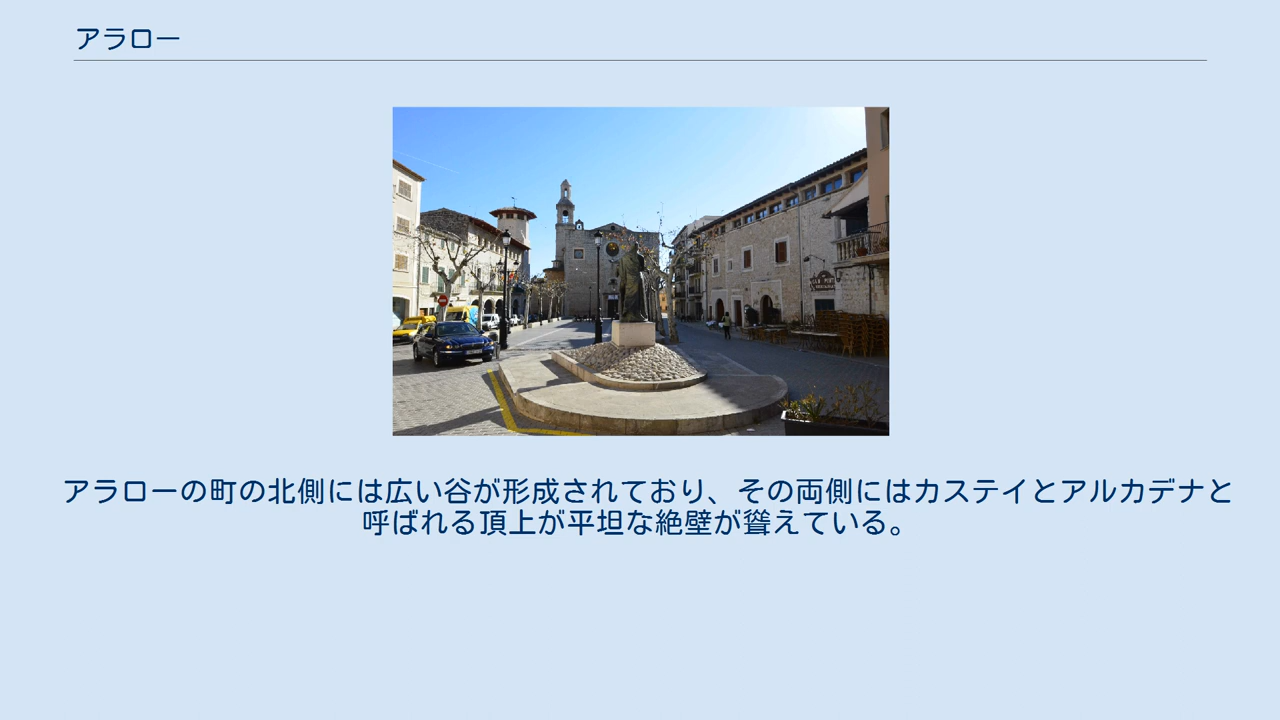 アラロー
アラローの町の北側には広い谷が形成されており、その両側にはカステイとアルカデナと
呼ばれる頂上が平坦な絶壁が聳えている。